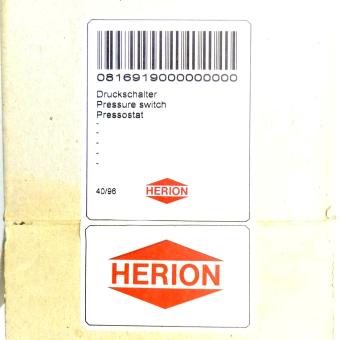 0816919000000000
Druckschalter
Pressure switch
Pressostat
-
-
-
-
-
40/96
HERION
HERION